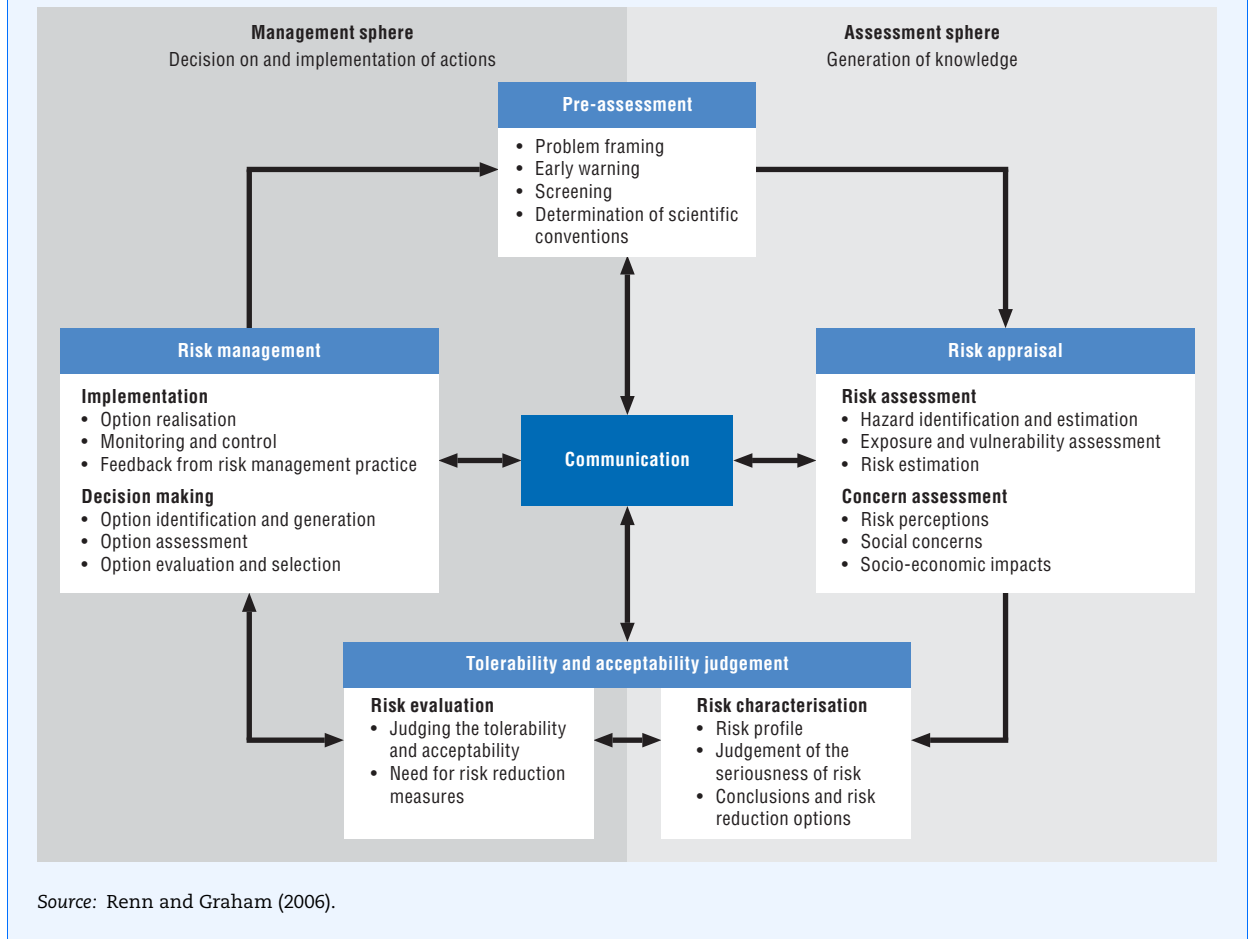 Management sphere
Decision on and implementation of actions
Assessment sphere
Generation of knowledge
Pre-assessment
• Problem framing
• Early warning
• Screening
• Determination of scientific
conventions
Risk management
Implementation
• Option realisation
• Monitoring and control
• Feedback from risk management practice
Decision making
• Option identification and generation
• Option assessment
• Option evaluation and selection
Communication
Risk appraisal
Risk assessment
• Hazard identification and estimation
• Exposure and vulnerability assessment
• Risk estimation
Concern assessment
• Risk perceptions
• Social concerns
• Socio-economic impacts
Tolerability and acceptability judgement
Risk evaluation
• Judging the tolerability
and acceptability
• Need for risk reduction
measures
Risk characterisation
• Risk profile
• Judgement of the
seriousness of risk
• Conclusions and risk
reduction options
Source: Renn and Graham (2006).